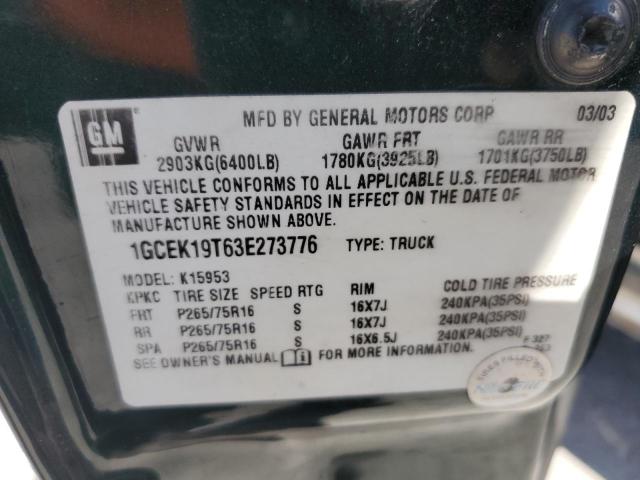 GM
MFD BY GENERAL MOTORS CORP 03/03
GVWR GAWR FRT GAWR RR
2903KG(6400LB) 1780KG(3925LB) 1701KG(3750LB)
THIS VEHICLE CONFORMS TO ALL APPLICABLE U.S. FEDERAL MOTOR
VEHICLE SAFETY STANDARDS IN EFFECT ON THE DATE OF
MANUFACTURE SHOWN ABOVE.
1GCEK19T63E273776 TYPE: TRUCK
MODEL: K15953
KPKC TIRE SIZE SPEED RTG RIM COLD TIRE PRESSURE
FRT P265/75R16 S 16X7J 240KPA(35PSI)
RR P265/75R16 S 16X7J 240KPA(35PSI)
SPA P265/75R16 S 16X6.5J 240KPA(35PSI)
SEE OWNER'S MANUAL FOR MORE INFORMATION.
TIRES FILLED WITH